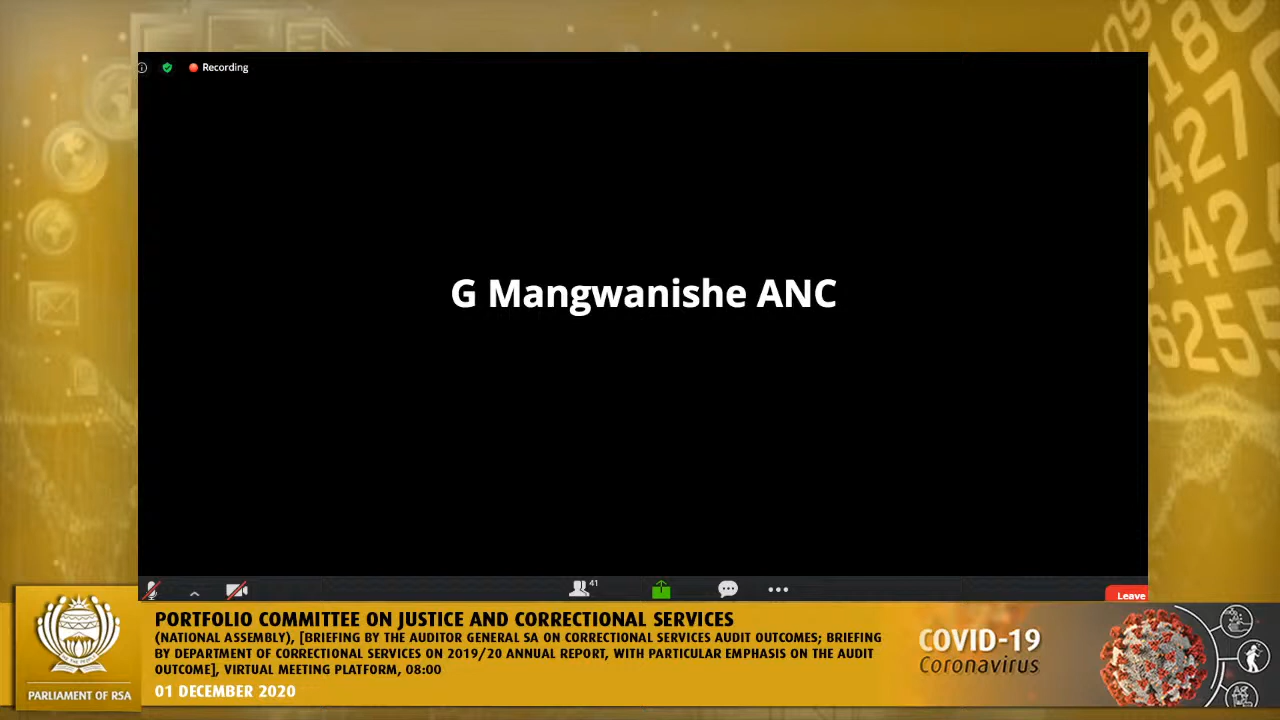 Recording
G Mangwanishe ANC
41
Leave
PORTFOLIO COMMITTEE ON JUSTICE AND CORRECTIONAL SERVICES
(NATIONAL ASSEMBLY), [BRIEFING BY THE AUDITOR GENERAL SA ON CORRECTIONAL SERVICES AUDIT OUTCOMES; BRIEFING
BY DEPARTMENT OF CORRECTIONAL SERVICES ON 2019/20 ANNUAL REPORT, WITH PARTICULAR EMPHASIS ON THE AUDIT
OUTCOME], VIRTUAL MEETING PLATFORM, 08:00
01 DECEMBER 2020
PARLIAMENT OF RSA
COVID-19
Coronavirus